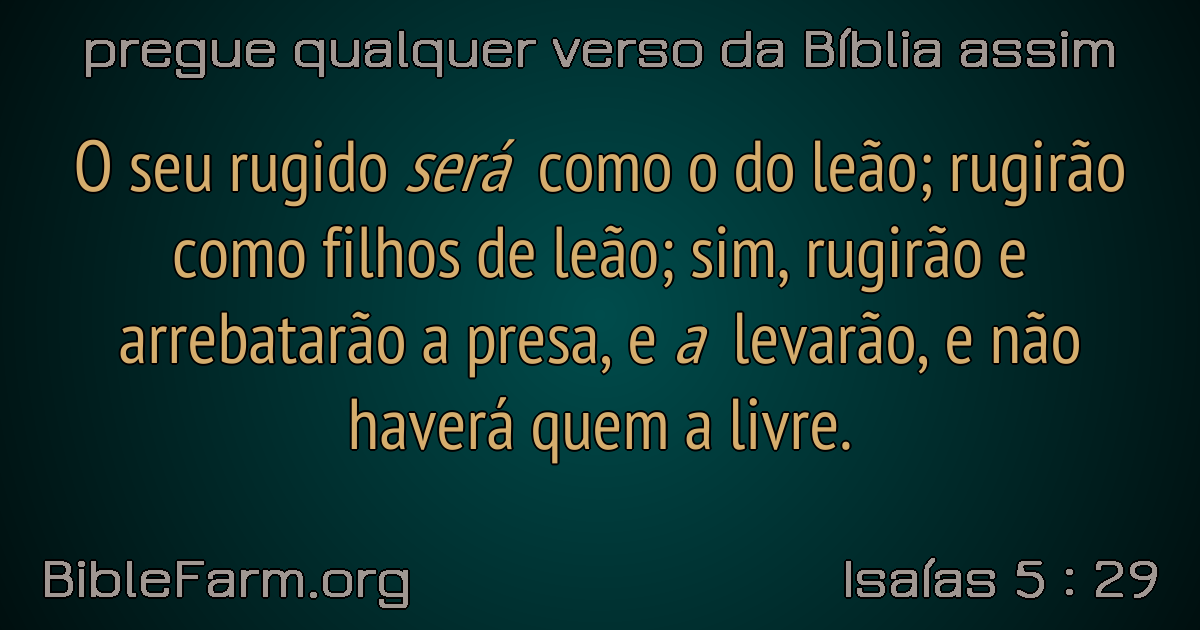 pregue qualquer verso da Bíblia assim
O seu rugido será como o do leão; rugirão
como filhos de leão; sim, rugirão e
arrebatarão a presa, e a levarão, e não
haverá quem a livre.
BibleFarm.org
Isaías 5 : 29